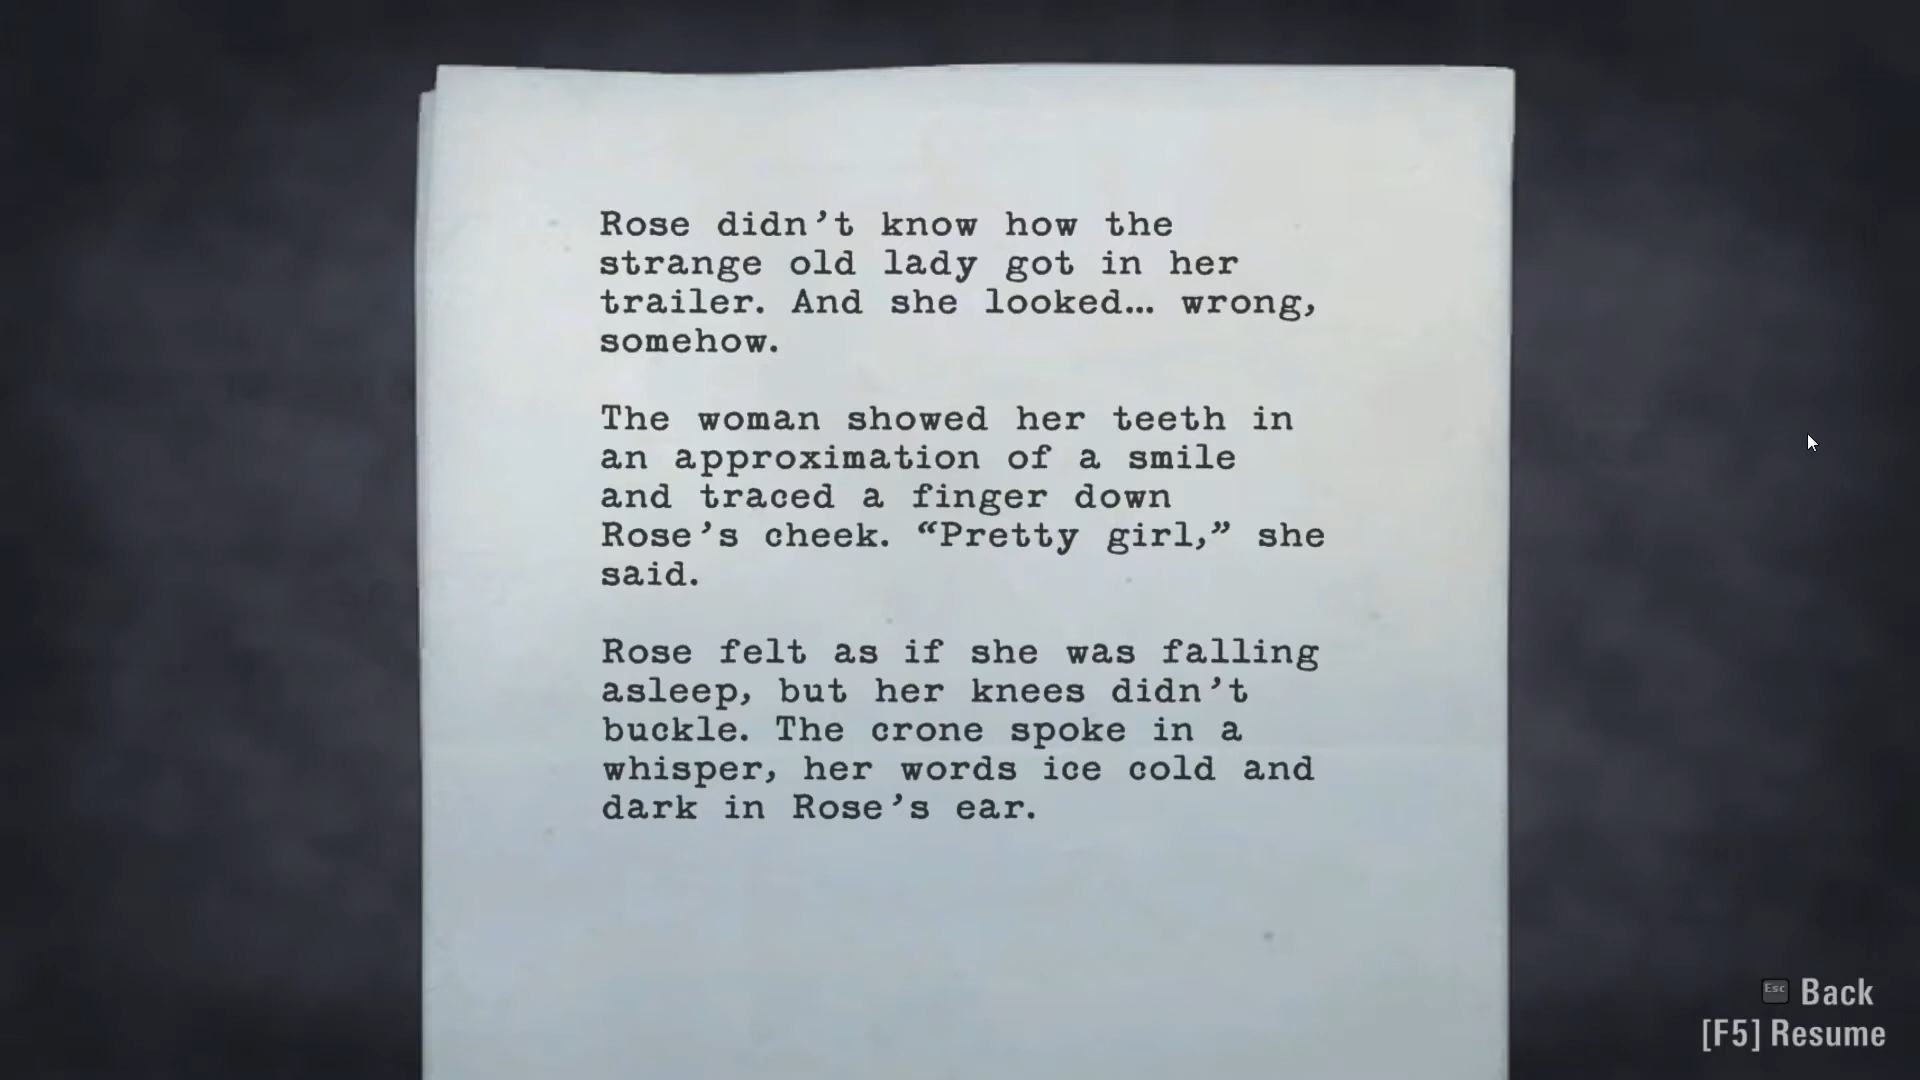 Rose didn’t know how the
strange old lady got in her
trailer. And she looked… wrong,
somehow.
The woman showed her teeth in
an approximation of a smile
and traced a finger down
Rose’s cheek. “Pretty girl,” she
said.
Rose felt as if she was falling
asleep, but her knees didn’t
buckle. The crone spoke in a
whisper, her words ice cold and
dark in Rose’s ear.
Esc Back
[F5] Resume